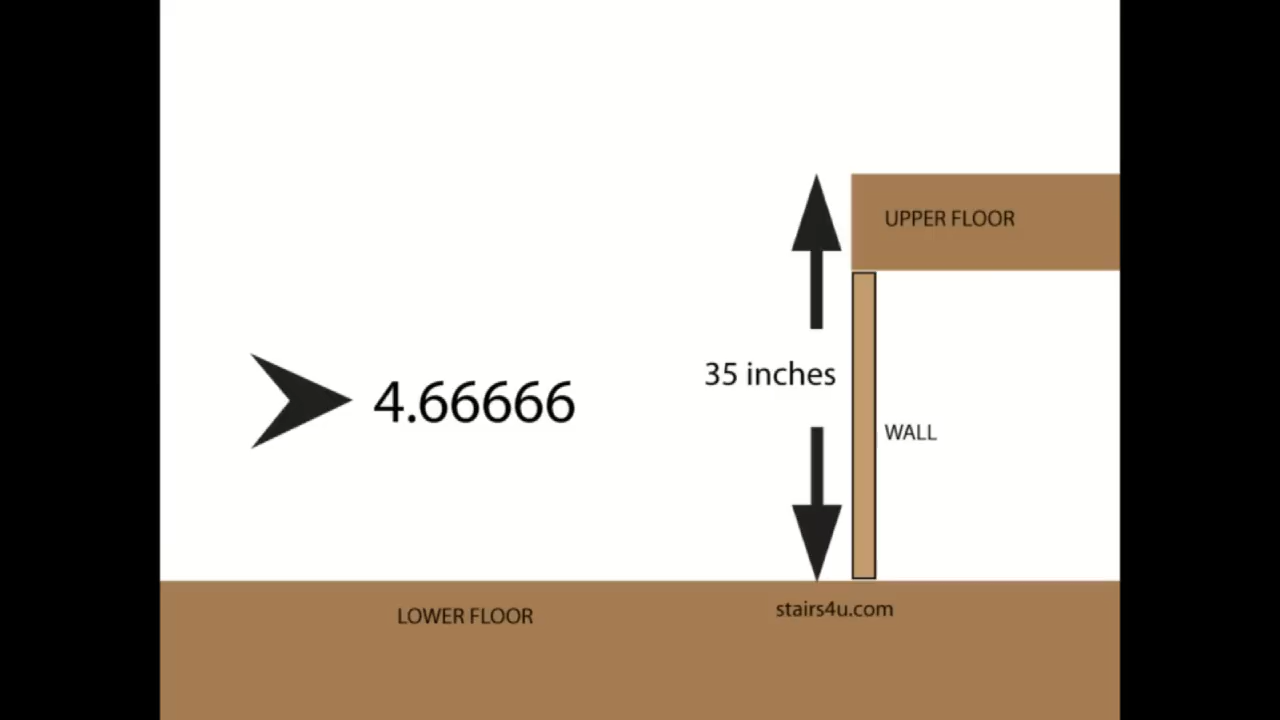 UPPER FLOOR
35 inches
4.66666
WALL
stairs4u.com
LOWER FLOOR